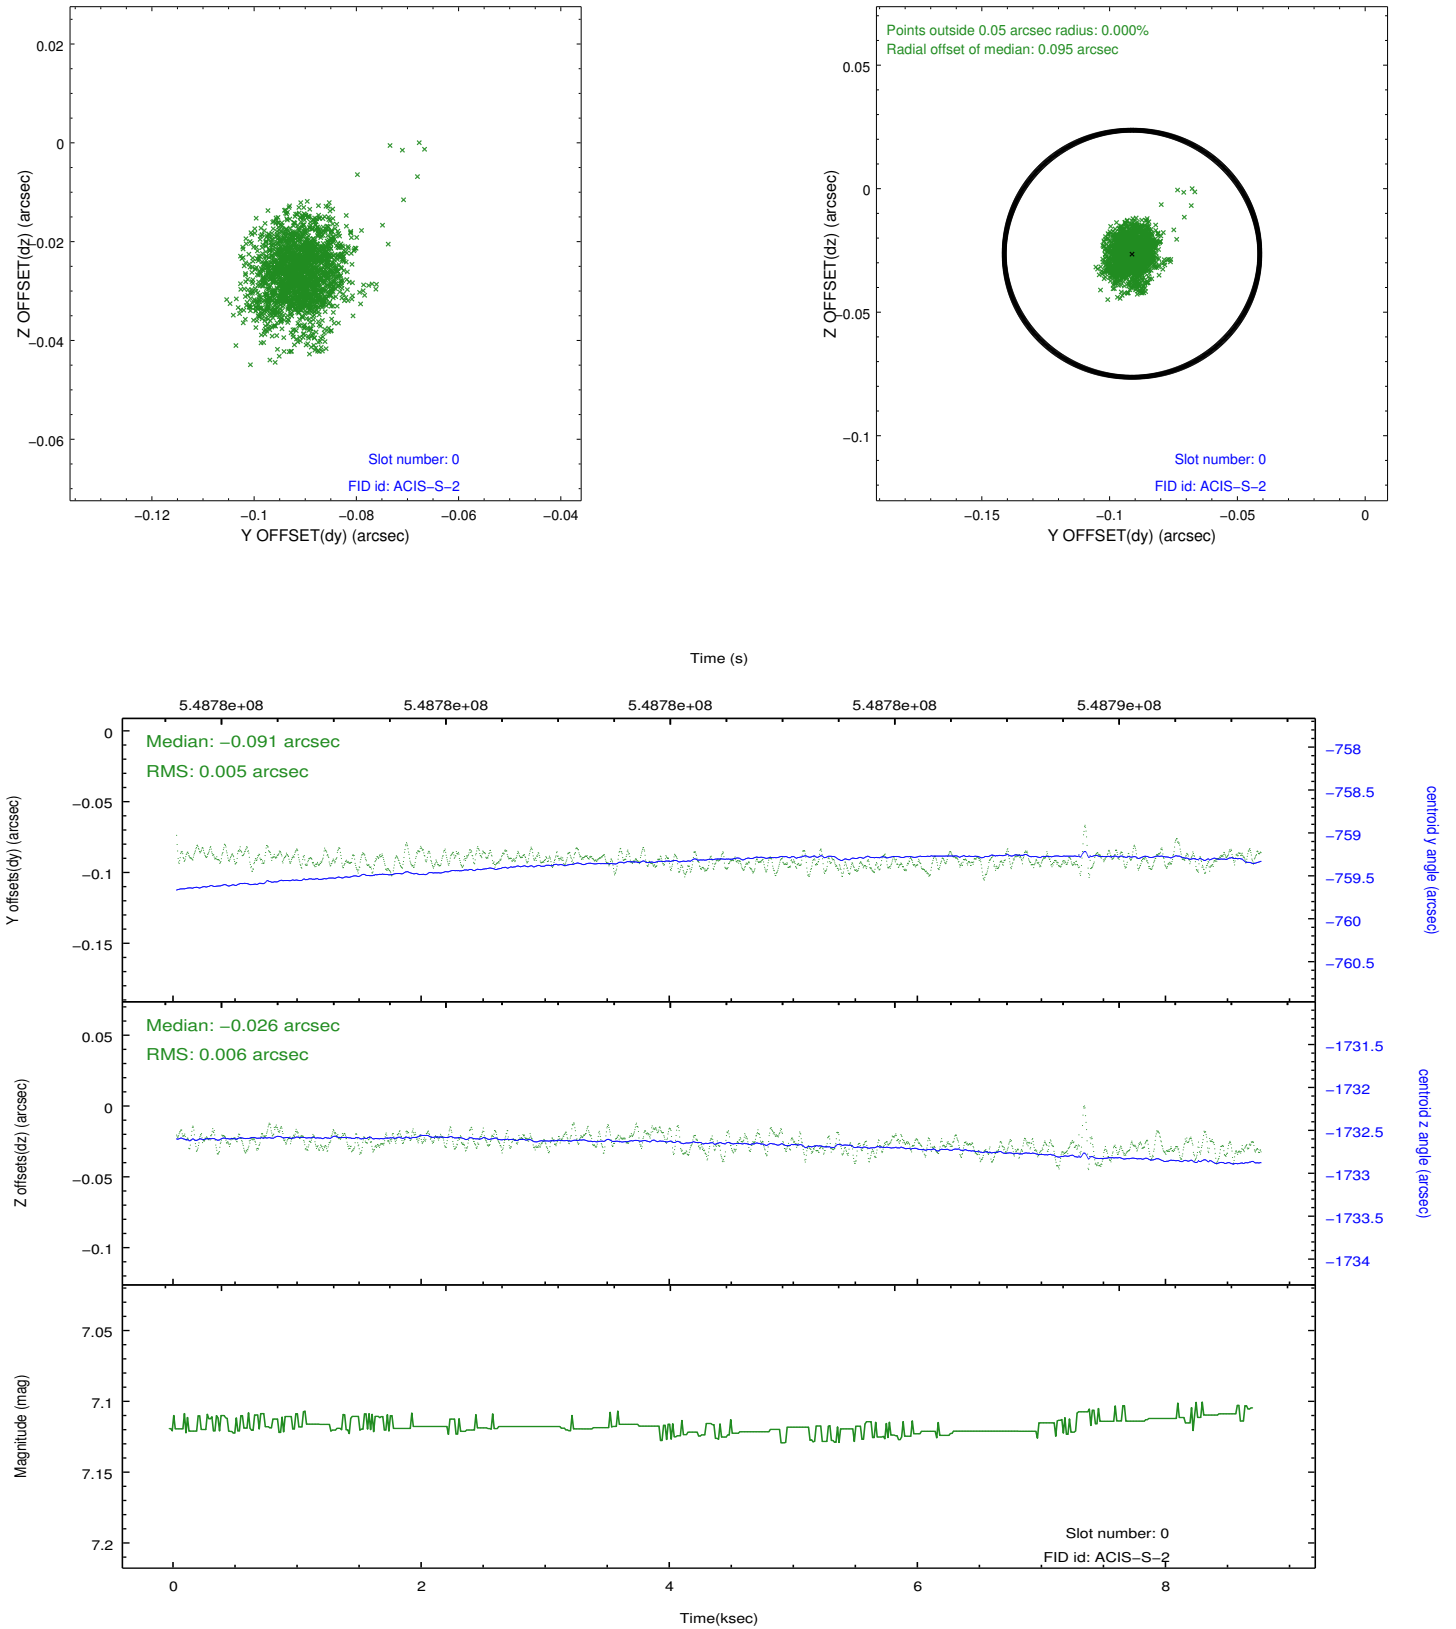 0.02
0
−0.02
−0.04
−0.06
Z OFFSET(dz) (arcsec)
Slot number: 0
FID id: ACIS−S−2
−0.12
−0.1
−0.08
−0.06
−0.04
Y OFFSET(dy) (arcsec)
Points outside 0.05 arcsec radius: 0.000%
Radial offset of median: 0.095 arcsec
0.05
0
−0.05
−0.1
Z OFFSET(dz) (arcsec)
Slot number: 0
FID id: ACIS−S−2
−0.15
−0.1
−0.05
0
Y OFFSET(dy) (arcsec)
Time (s)
5.4878e+08
5.4878e+08
5.4878e+08
5.4878e+08
5.4879e+08
Median: −0.091 arcsec
RMS: 0.005 arcsec
0
−0.05
−0.1
−0.15
Y offsets(dy) (arcsec)
−758
−758.5
−759
−759.5
−760
−760.5
centroid y angle (arcsec)
Median: −0.026 arcsec
RMS: 0.006 arcsec
0.05
0
−0.05
−0.1
Z offsets(dz) (arcsec)
−1731.5
−1732
−1732.5
−1733
−1733.5
−1734
centroid z angle (arcsec)
7.05
7.1
7.15
7.2
Magnitude (mag)
Slot number: 0
FID id: ACIS−S−2
0
2
4
6
8
Time(ksec)